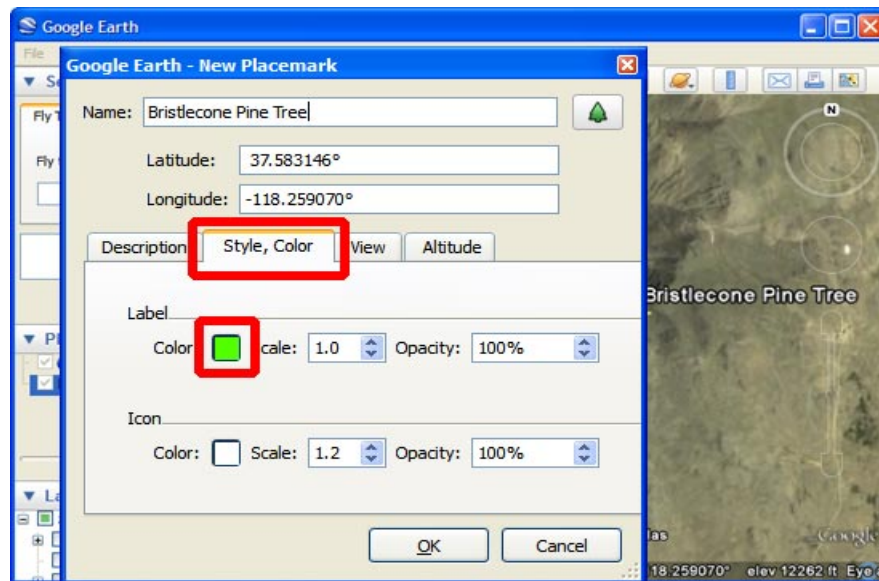 Google Earth
File
Google Earth - New Placemark
Name: Bristlecone Pine Tree
Fly T
Latitude: 37.583146°
Fly
Longitude: -118.259070°
N
Description Style, Color View Altitude
Bristlecone Pine Tree
Label
Color cale: 1.0 Opacity: 100%
Icon
Color: Scale: 1.2 Opacity: 100%
OK Cancel
Google
18.259070° elev 12262 ft Eye